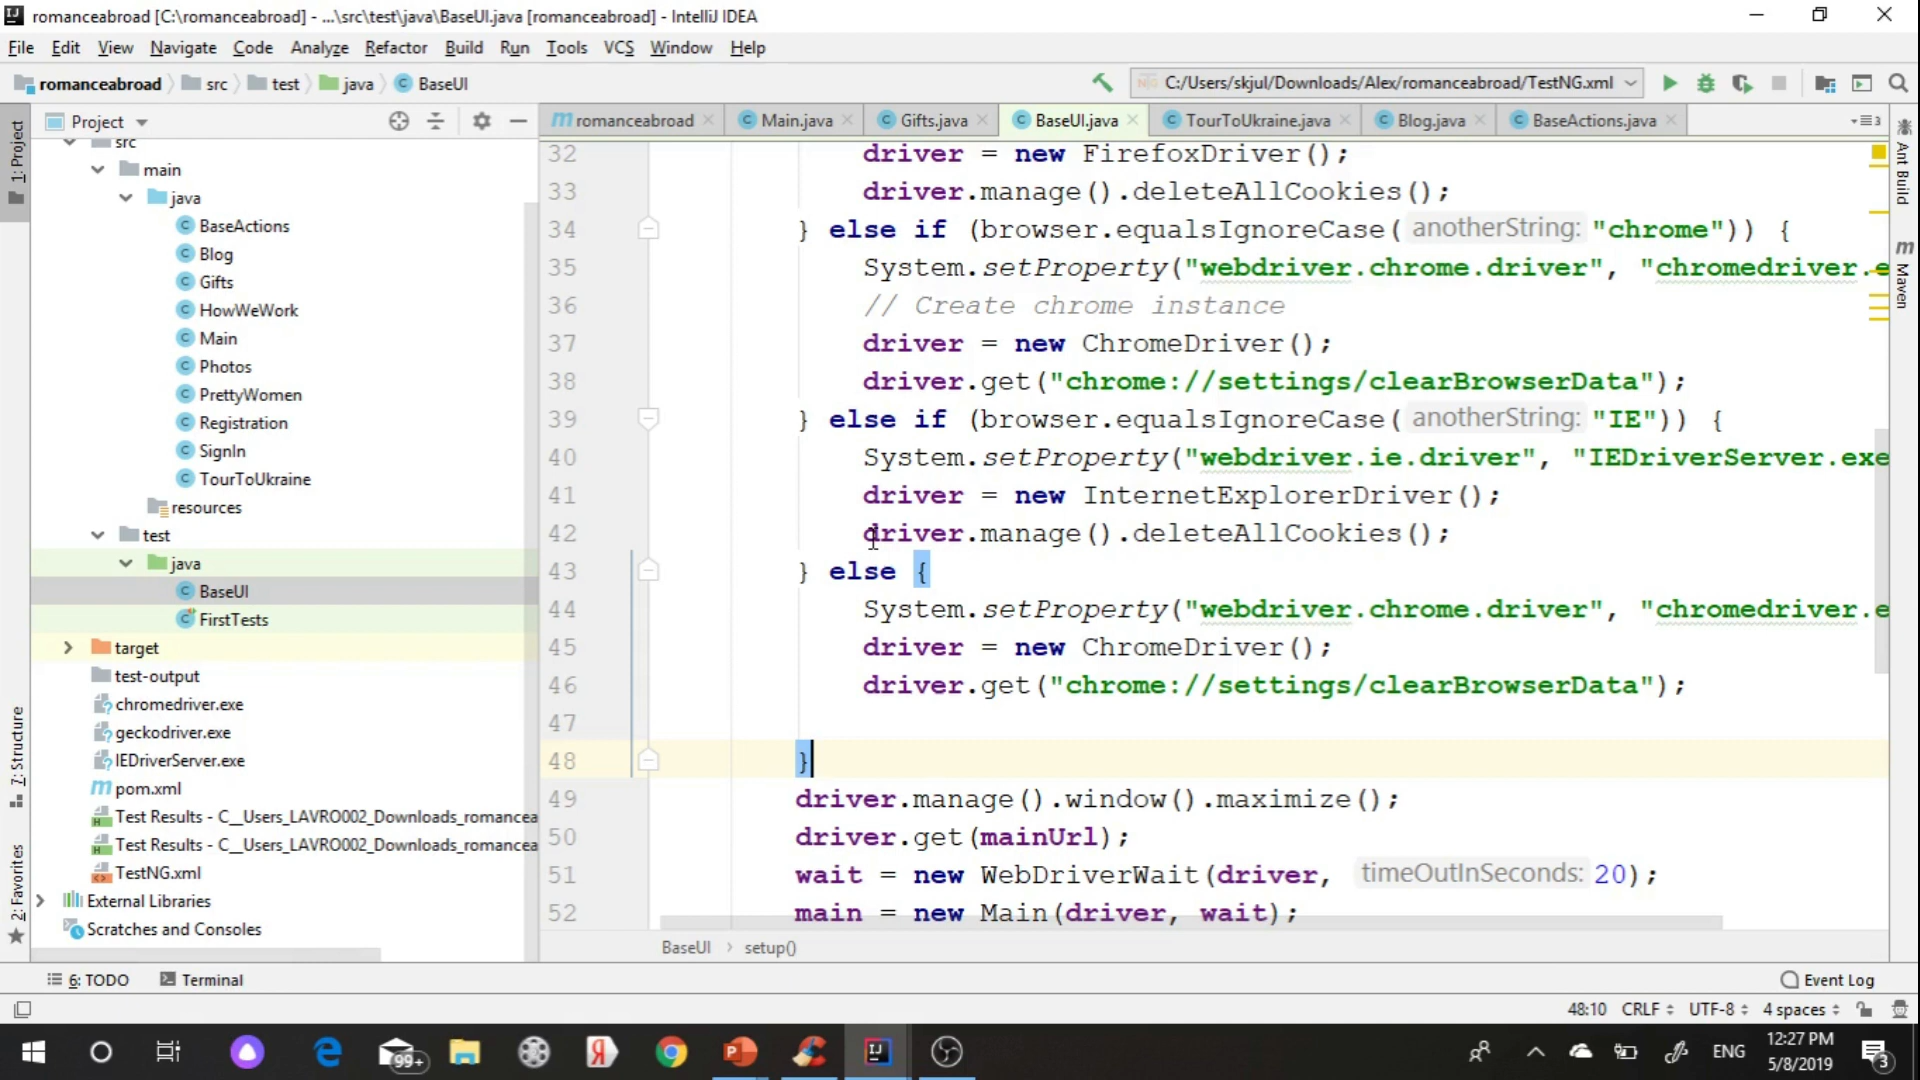 romanceabroad [C:\romanceabroad] - ...\src\test\java\BaseUI.java [romanceabroad] - IntelliJ IDEA
File Edit View Navigate Code Analyze Refactor Build Run Tools VCS Window Help
romanceabroad src test java BaseUI C:/Users/skjul/Downloads/Alex/romanceabroad/TestNG.xml
Project romanceabroad Main.java Gifts.java BaseUI.java TourToUkraine.java Blog.java BaseActions.java
1: Project
7: Structure
2: Favorites
src
main
java
BaseActions
Blog
Gifts
HowWeWork
Main
Photos
PrettyWomen
Registration
SignIn
TourToUkraine
resources
test
java
BaseUI
FirstTests
target
test-output
chromedriver.exe
geckodriver.exe
IEDriverServer.exe
pom.xml
Test Results - C__Users_LAVRO002_Downloads_romancea
Test Results - C__Users_LAVRO002_Downloads_romancea
TestNG.xml
External Libraries
Scratches and Consoles
32 driver = new FirefoxDriver();
33 driver.manage().deleteAllCookies();
34 } else if (browser.equalsIgnoreCase( anotherString: "chrome")) {
35 System.setProperty("webdriver.chrome.driver", "chromedriver.e
36 // Create chrome instance
37 driver = new ChromeDriver();
38 driver.get("chrome://settings/clearBrowserData");
39 } else if (browser.equalsIgnoreCase( anotherString: "IE")) {
40 System.setProperty("webdriver.ie.driver", "IEDriverServer.exe
41 driver = new InternetExplorerDriver();
42 driver.manage().deleteAllCookies();
43 } else {
44 System.setProperty("webdriver.chrome.driver", "chromedriver.e
45 driver = new ChromeDriver();
46 driver.get("chrome://settings/clearBrowserData");
47
48 }
49 driver.manage().window().maximize();
50 driver.get(mainUrl);
51 wait = new WebDriverWait(driver, timeOutInSeconds: 20);
52 main = new Main(driver, wait);
BaseUI › setup()
Ant Build
Maven
6: TODO Terminal Event Log
48:10 CRLF UTF-8 4 spaces
99+ ENG 12:27 PM
5/8/2019 3